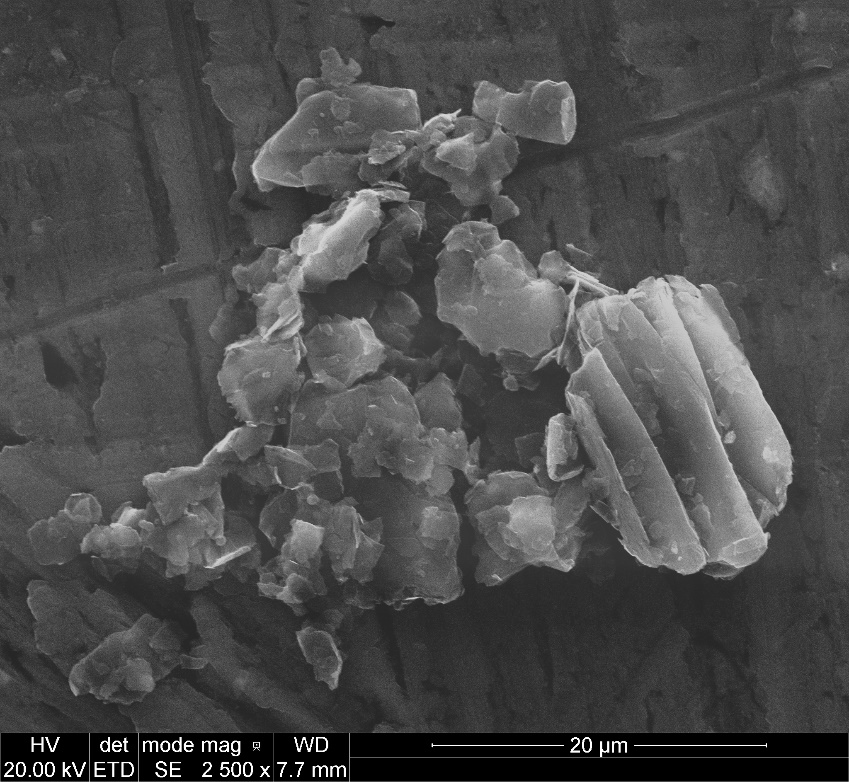 HV det mode mag WD 20 µm
20.00 kV ETD SE 2 500 x 7.7 mm